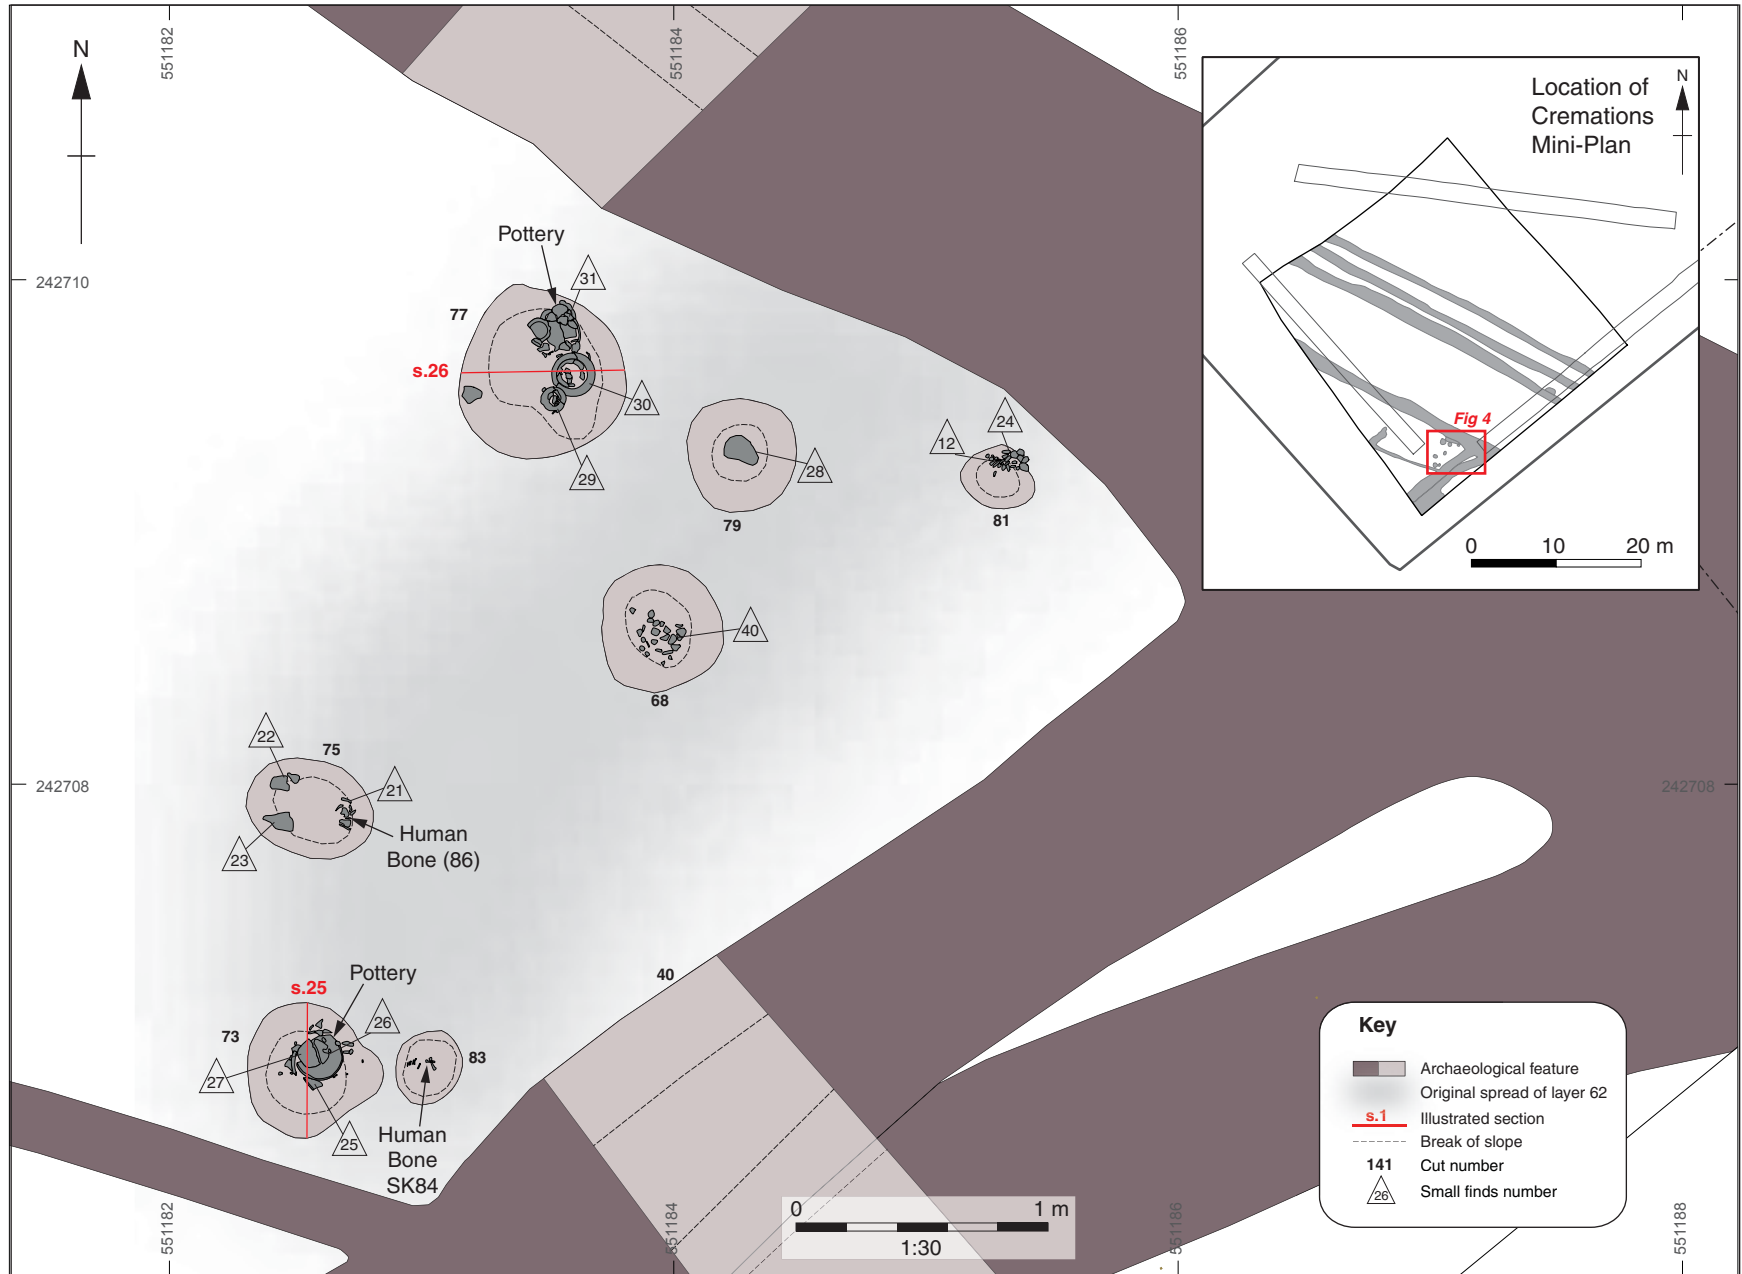 551182
551184
551186
N
242710
Pottery
31
77
s.26
30
29
28
79
12
24
81
40
68
22
75
21
23
Human
Bone (86)
242708
242708
40
Pottery
s.25
26
73
83
27
25
Human
Bone
SK84
551182
551184
551186
551188
0 1 m
1:30
Location of
Cremations
Mini-Plan
N
Fig 4
0 10 20 m
Key
Archaeological feature
Original spread of layer 62
s.1 Illustrated section
Break of slope
141 Cut number
26 Small finds number